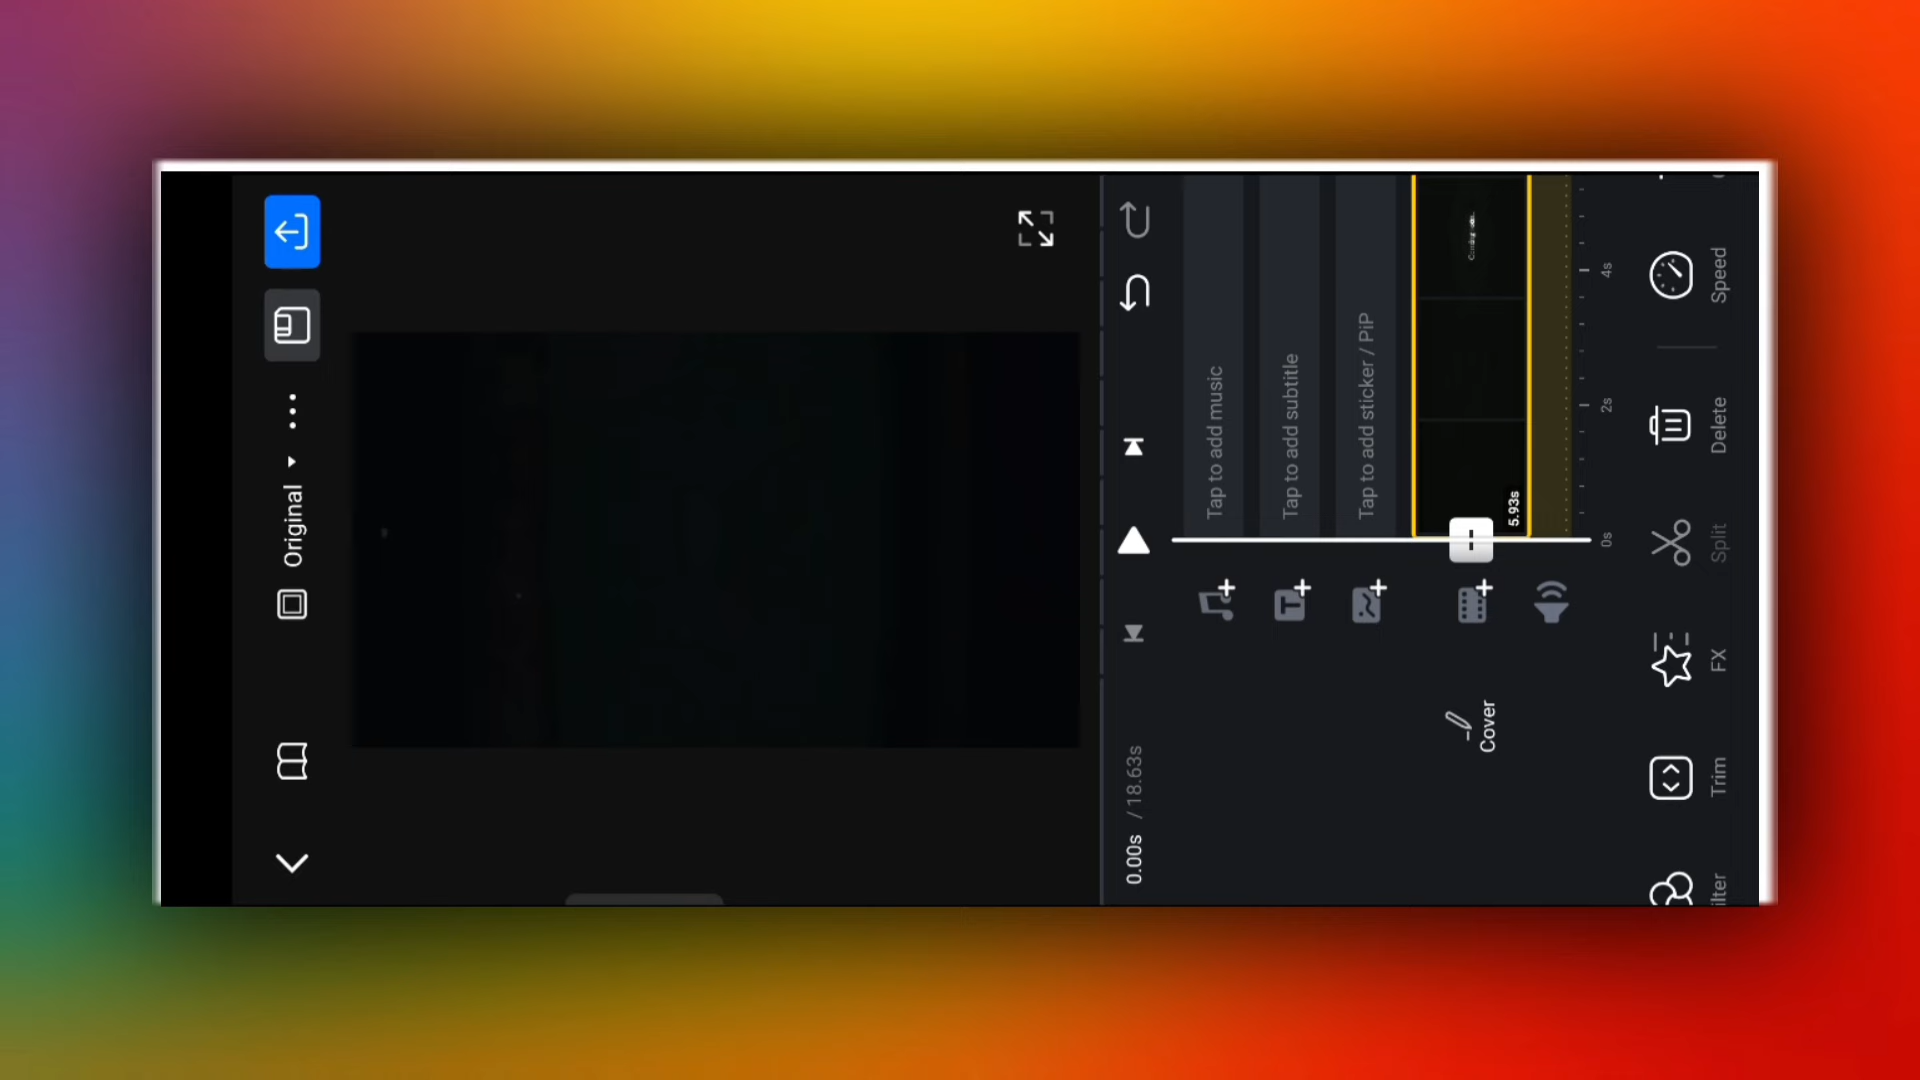 Original
0.00s / 18.63s
Tap to add music
Tap to add subtitle
Tap to add sticker / PiP
Cover
5.93s
0s
2s
4s
Trim
FX
Split
Delete
Speed